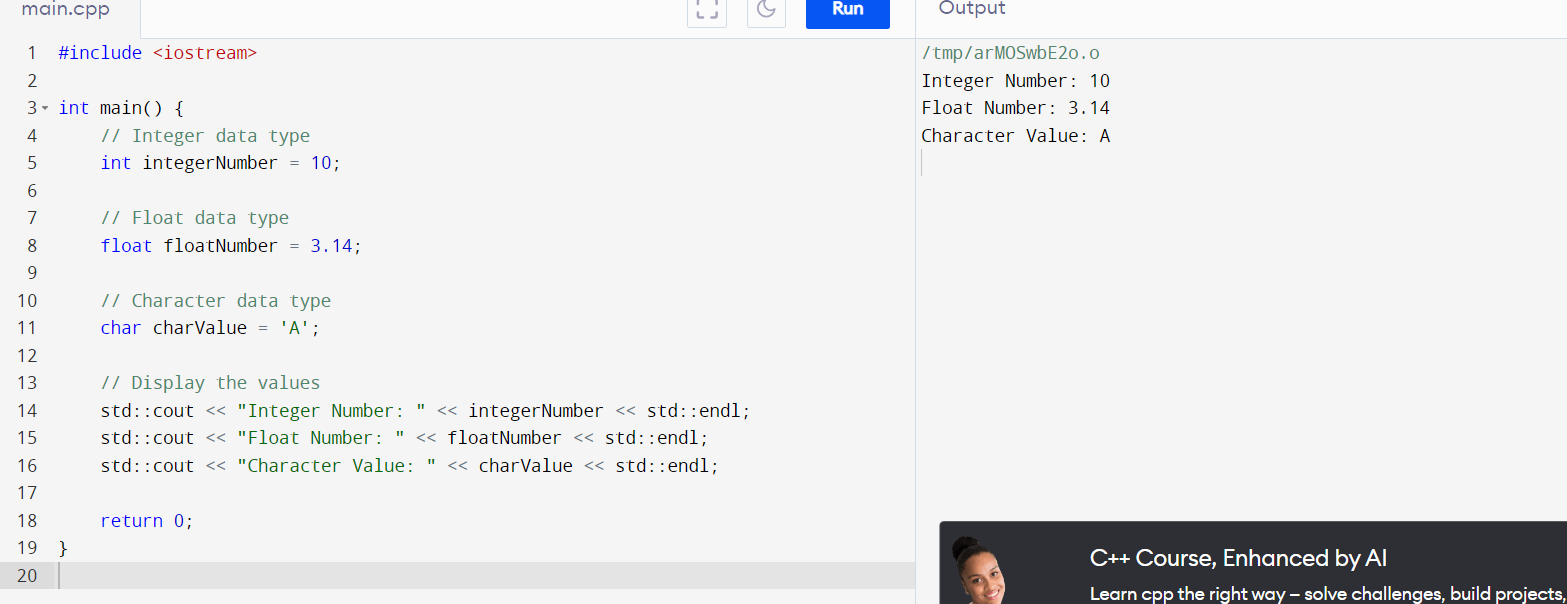 main.cpp
Run
Output
1 #include <iostream>
2
3 int main() {
4     // Integer data type
5     int integerNumber = 10;
6
7     // Float data type
8     float floatNumber = 3.14;
9
10     // Character data type
11     char charValue = 'A';
12
13     // Display the values
14     std::cout << "Integer Number: " << integerNumber << std::endl;
15     std::cout << "Float Number: " << floatNumber << std::endl;
16     std::cout << "Character Value: " << charValue << std::endl;
17
18     return 0;
19 }
20
/tmp/arMOSwbE2o.o
Integer Number: 10
Float Number: 3.14
Character Value: A
C++ Course, Enhanced by AI
Learn cpp the right way – solve challenges, build projects,